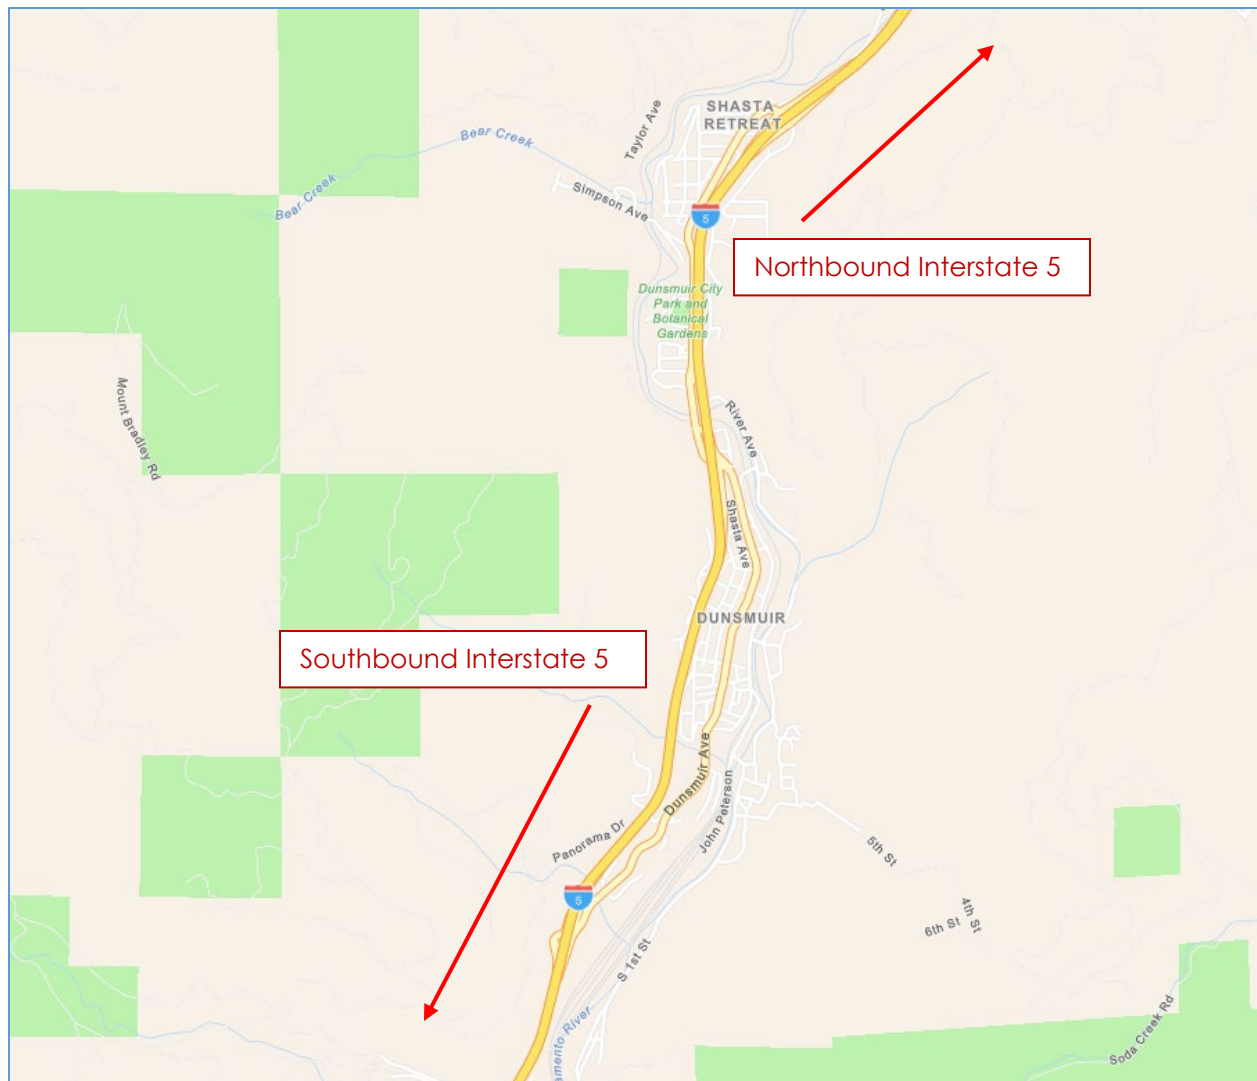 SHASTA
RETREAT
Taylor Ave
Bear Creek
Bear Creek
Simpson Ave
5
Northbound Interstate 5
Dunsmuir City
Park and
Botanical
Gardens
Mount Bradley Rd
River Ave
Shasta Ave
DUNSMUIR
Southbound Interstate 5
Dunsmuir Ave
John Peterson
Panorama Dr
5th St
5
4th St
6th St
S 1st St
Soda Creek Rd
amento River